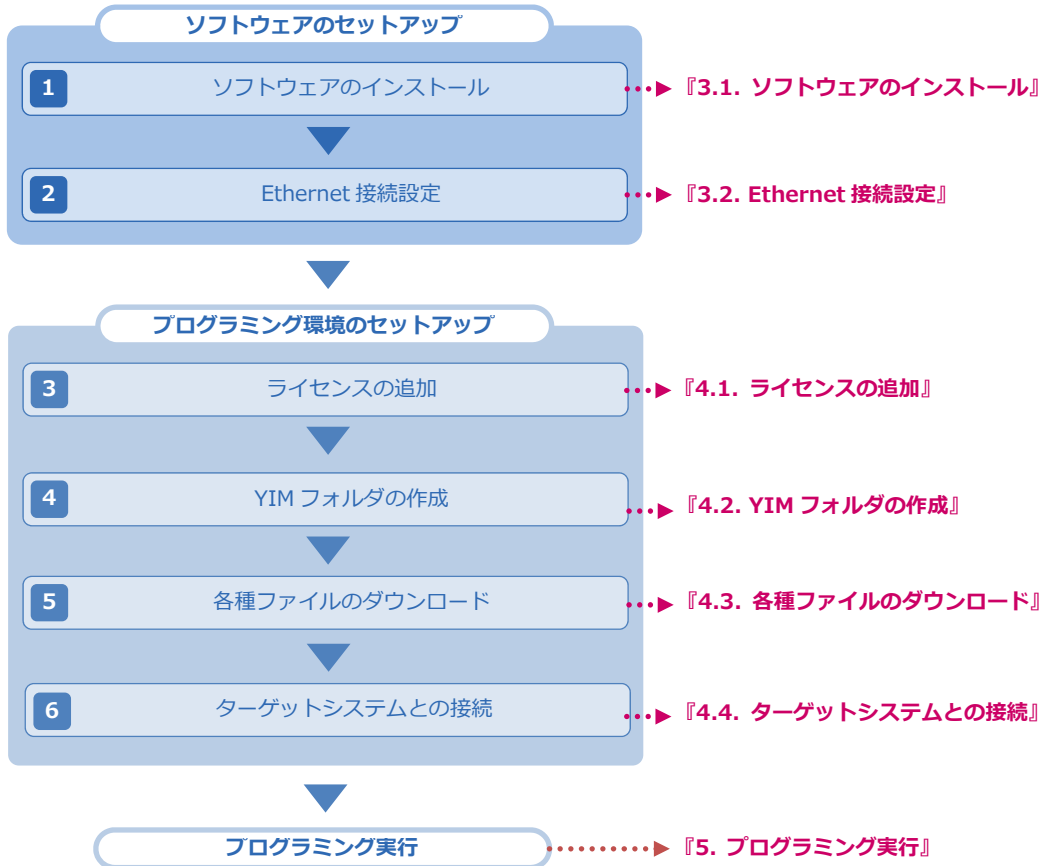 ソフトウェアのセットアップ
1 ソフトウェアのインストール 『3.1. ソフトウェアのインストール』
2 Ethernet 接続設定 『3.2. Ethernet 接続設定』
プログラミング環境のセットアップ
3 ライセンスの追加 『4.1. ライセンスの追加』
4 YIM フォルダの作成 『4.2. YIM フォルダの作成』
5 各種ファイルのダウンロード 『4.3. 各種ファイルのダウンロード』
6 ターゲットシステムとの接続 『4.4. ターゲットシステムとの接続』
プログラミング実行 『5. プログラミング実行』